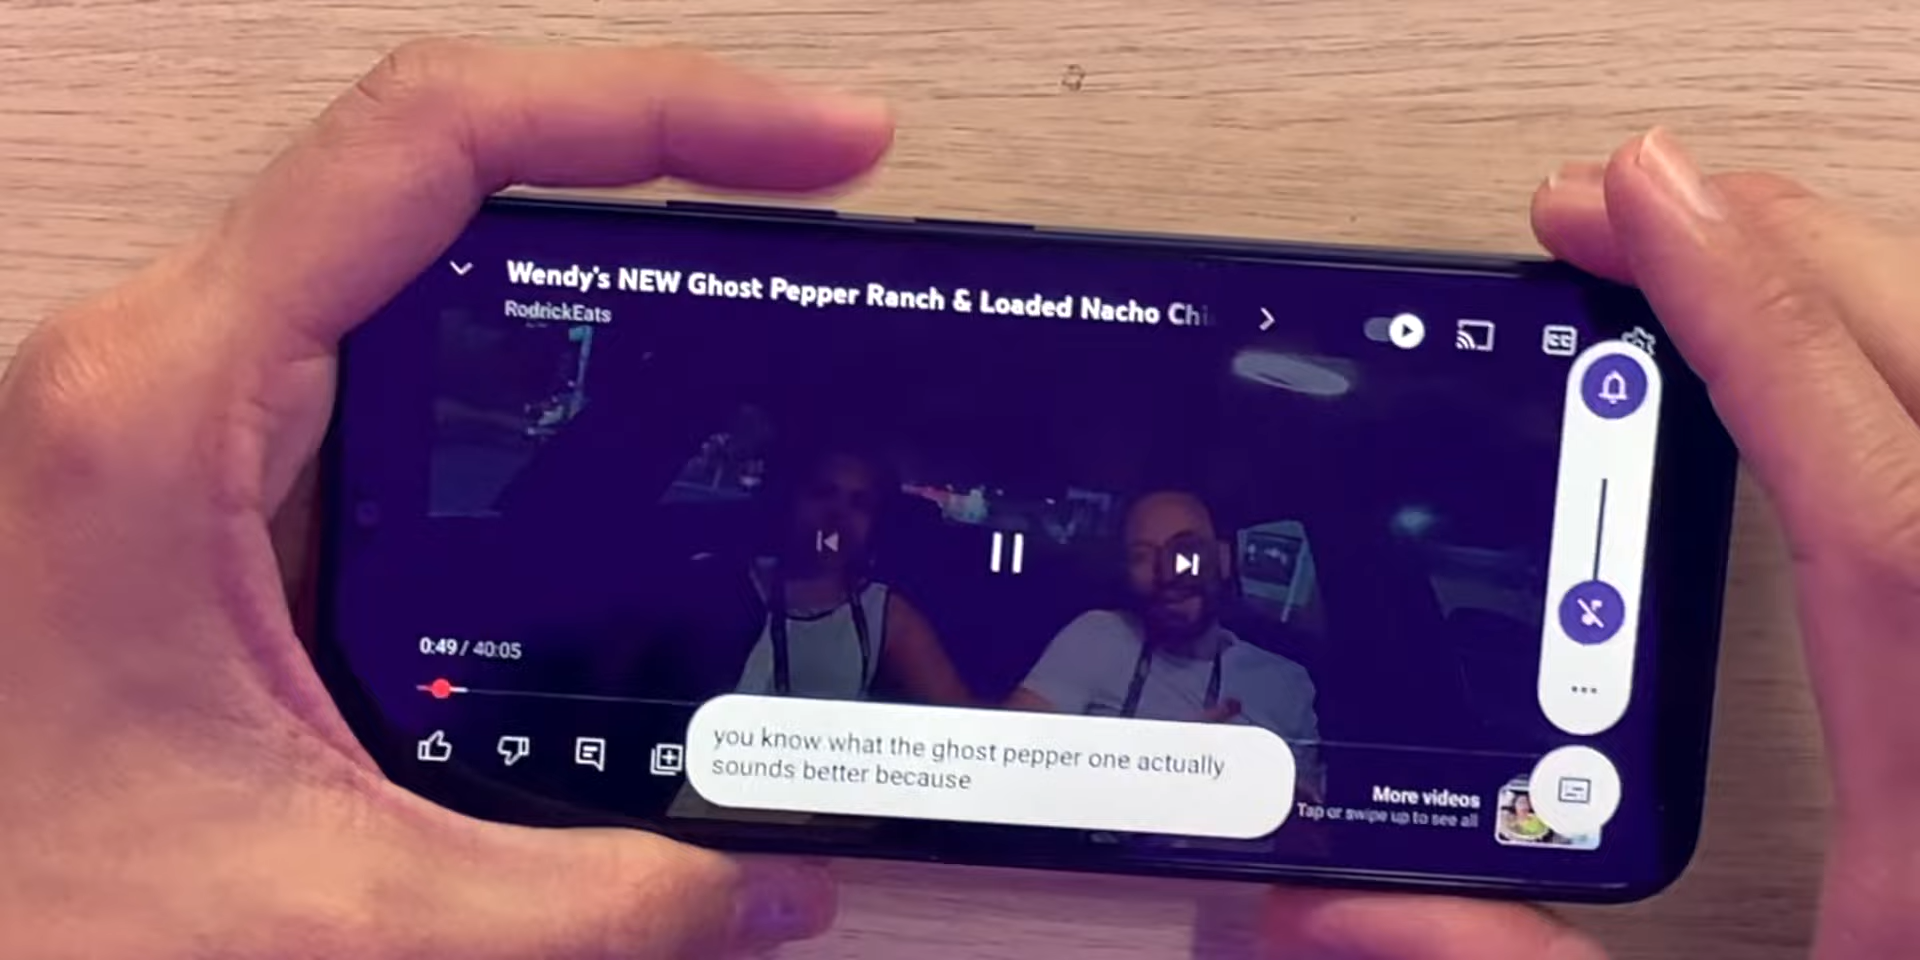 Wendy's NEW Ghost Pepper Ranch & Loaded Nacho Chi
RodrickEats
CC
0:49 / 40:05
you know what the ghost pepper one actually
sounds better because
More videos
Tap or swipe up to see all